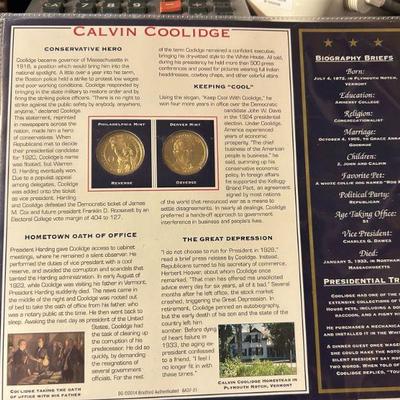 "CALVIN COOLIDGE"
CONSERVATIVE HERO
Coolidge became governor of Massachusetts in
1918, a position which would bring him into the
national spotlight. A little over a year into his term,
the Boston police held a strike to protest low wages
and poor working conditions. Coolidge responded by
bringing in the state military to restore order and by
firing the striking police officers. "There is no right to
strike against the public safety by anybody, anywhere,
anytime," declared
Coolidge. This
statement, reprinted
in newspapers across
the nation, made him a
hero of conservatives.
When Republicans
met to decide
their presidential candidate
for 1920, Coolidge's name
was floated, but Warren
G. Harding eventually won.
Due to a populist appeal
among delegates, Coolidge
was added onto the ticket
as vice president. Harding
and Coolidge defeated the Democratic ticket of James
M. Cox and future president Franklin D. Roosevelt by an
Electoral College vote margin of 404 to 127.
HOMETOWN OATH OF OFFICE
President Harding gave Coolidge access to cabinet
meetings, where he remained a silent observer. He
performed the duties of vice president with a cool
reserve, and avoided the corruption and scandals that
tainted the Harding administration. In early August of
1923, while Coolidge was visiting his father in Vermont,
President Harding suddenly died. The news came in
the middle of the night and Coolidge was roused out
of bed to take the oath of office from his father, who
was a notary public at the time. He then went back to
sleep. Awaking the next day as president of the United
States, Coolidge had
the task of cleaning up
the corruption of his
predecessor. He did so
quickly, by demanding
the resignations of
several government
officials. For the rest
COOLIDGE TAKING THE OATH
OF OFFICE WITH HIS FATHER
of the term Coolidge remained a confident executive,
bringing his dry-witted style to the White House. All told,
during his presidency he held more than 500 press
conferences and posed for pictures wearing full Indian
headdresses, cowboy chaps, and other colorful attire.
KEEPING "COOL"
Using the slogan, "Keep Cool With Coolidge," he
won four more years in office over the Democratic
candidate John W. Davis
in the 1924 presidential
election. Under Coolidge,
America experienced
years of economic
prosperity. "The chief
business of the American
people is business," he
said, summing up his
conservative economic
policy. In foreign affairs
he supported the Kellogg-
Briand Pact, an agreement
signed by most nations
of the world that renounced war as a means to
settle disagreements. In nearly all dealings, Coolidge
preferred a hands-off approach to government
interference in business and people's lives.
PHILADELPHIA MINT
REVERSE
DENVER MINT
REVERSE
THE GREAT DEPRESSION
"I do not choose to run for President in 1928,"
read a brief press release by Coolidge. Instead,
Republicans turned to his secretary of commerce,
Herbert Hoover, about whom Coolidge once
remarked, "That man has offered me unsolicited
advice every day for six years, all of it bad." Several
months after he left office, the stock market
crashed, bringing the Great Depression. In
retirement, Coolidge penned an autobiography,
but the early death of his son and the state of the
country left him
somber. Before dying
of heart failure in
1933, the aging ex-president
confessed to
a friend, "I feel I
no longer fit in with
these times."
CALVIN COOLIDGE HOMESTEAD IN
PLYMOUTH NOTCH, VERMONT
BIOGRAPHY BRIEFS
Born:
JULY 4, 1872, IN PLYMOUTH NOTCH,
VERMONT
Education:
AMHERST COLLEGE
Religion:
CONGREGATIONALIST
Marriage:
OCTOBER 4, 1905, TO GRACE ANNA
GOODHUE
Children:
2, JOHN AND CALVIN
Favorite Pet:
A WHITE COLLIE DOG NAMED "ROB
Political Party:
REPUBLICAN
Age Taking Office:
51
Vice President:
CHARLES G. DAWES
Died:
JANUARY 5, 1933, IN NORTHAM
MASSACHUSETTS
PRESIDENTIAL TR
COOLIDGE HAD ONE OF THE
EXTENSIVE COLLECTIONS OF
HOUSE PETS, INCLUDING
RACCOON, AND A PIGMY HI
HE PURCHASED A MECHANICA
AND INSTALLED IT IN THE WHITE
A DINNER GUEST ONCE WAGE
SHE COULD MAKE THE NOTO
SILENT PRESIDENT SAY MORE
TWO WORDS. WHEN TOLD OF
COOLIDGE REPLIED, "YOU